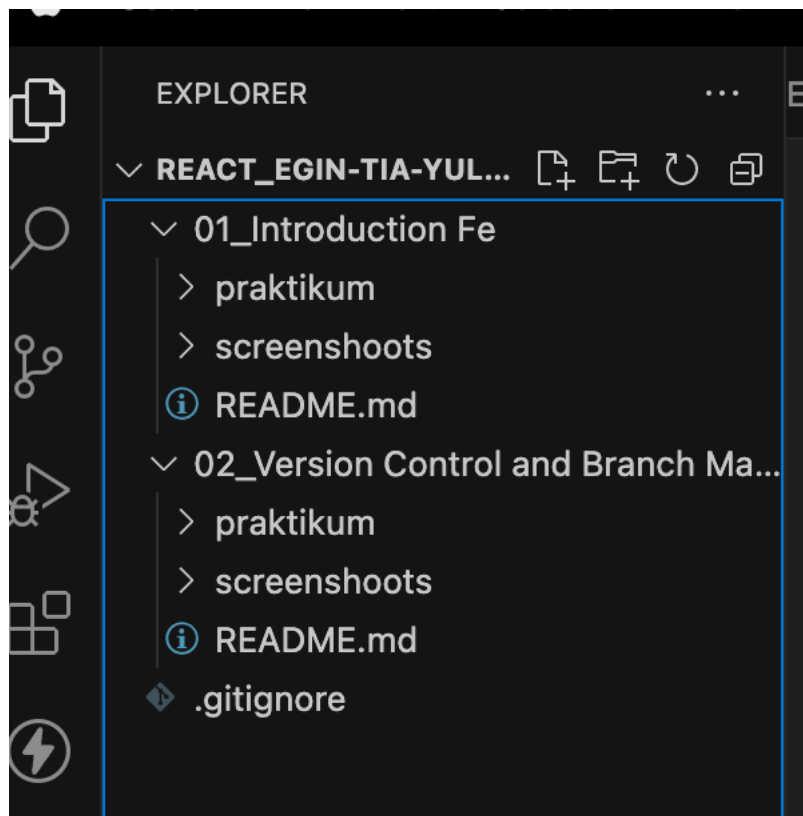 EXPLORER
REACT_EGIN-TIA-YUL...
01_Introduction Fe
praktikum
screenshoots
README.md
02_Version Control and Branch Ma...
praktikum
screenshoots
README.md
.gitignore